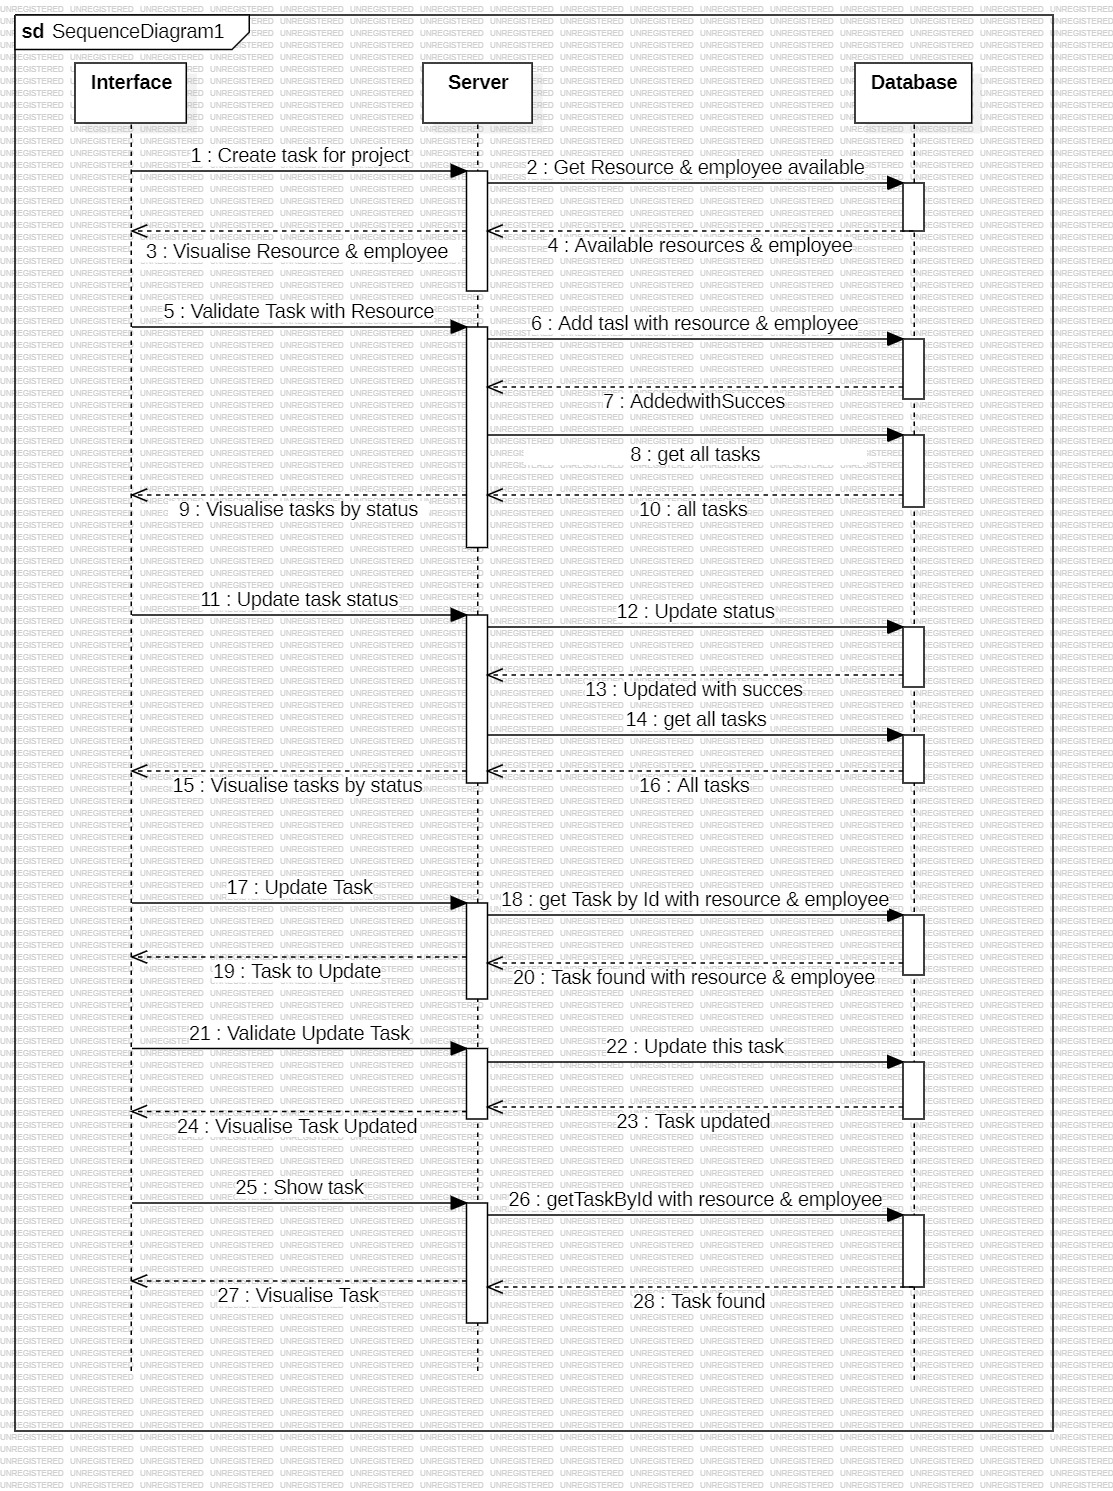 sd SequenceDiagram1
Interface
Server
Database
1 : Create task for project
2 : Get Resource & employee available
3 : Visualise Resource & employee
4 : Available resources & employee
5 : Validate Task with Resource
6 : Add tasl with resource & employee
7 : AddedwithSucces
8 : get all tasks
9 : Visualise tasks by status
10 : all tasks
11 : Update task status
12 : Update status
13 : Updated with succes
14 : get all tasks
15 : Visualise tasks by status
16 : All tasks
17 : Update Task
18 : get Task by Id with resource & employee
19 : Task to Update
20 : Task found with resource & employee
21 : Validate Update Task
22 : Update this task
23 : Task updated
24 : Visualise Task Updated
25 : Show task
26 : getTaskById with resource & employee
27 : Visualise Task
28 : Task found
UNREGISTERED